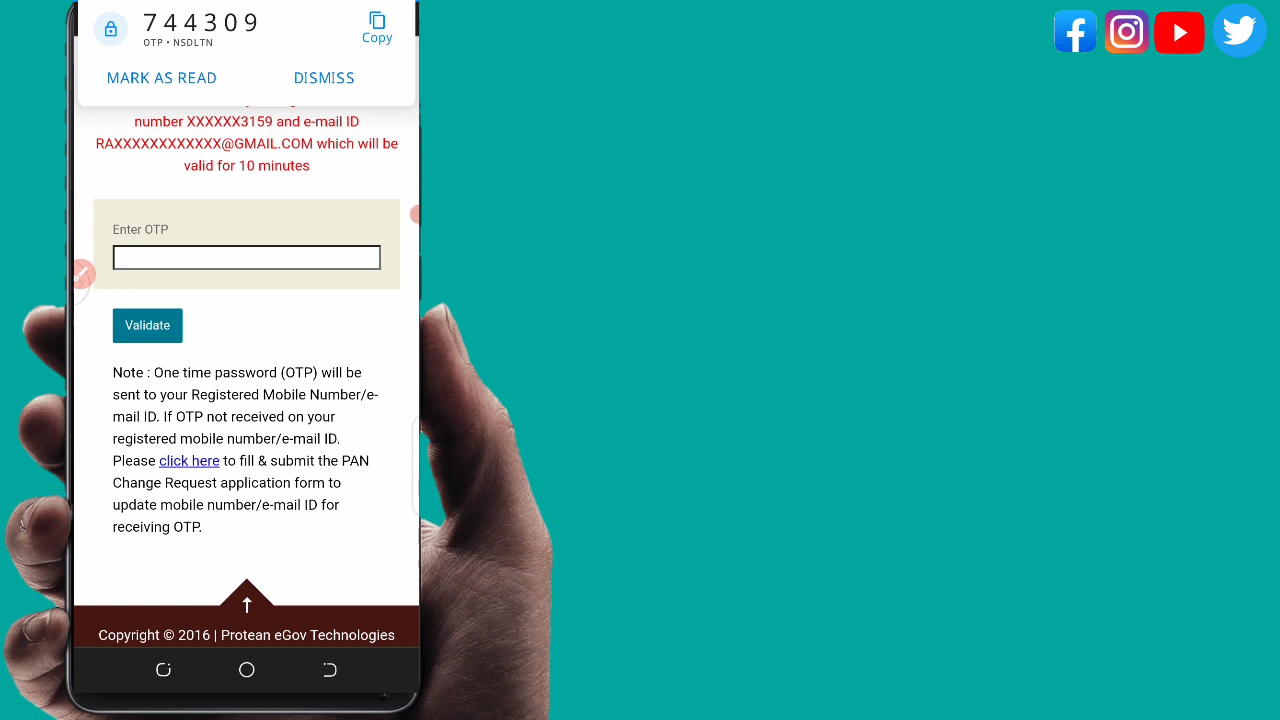 744309
Copy
OTP • NSDLTN
MARK AS READ
DISMISS
number XXXXXX3159 and e-mail ID
RAXXXXXXXXXXXX@GMAIL.COM which will be
valid for 10 minutes
Enter OTP
Validate
Note : One time password (OTP) will be
sent to your Registered Mobile Number/e-
mail ID. If OTP not received on your
registered mobile number/e-mail ID.
Please click here to fill & submit the PAN
Change Request application form to
update mobile number/e-mail ID for
receiving OTP.
Copyright © 2016 | Protean eGov Technologies